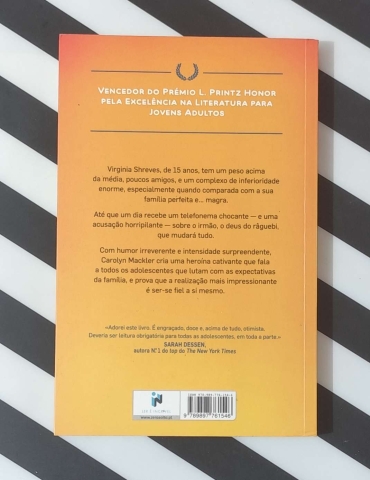 VENCEDOR DO PRÉMIO L. PRINTZ HONOR
PELA EXCELÊNCIA NA LITERATURA PARA
JOVENS ADULTOS
Virginia Shreves, de 15 anos, tem um peso acima
da média, poucos amigos, e um complexo de inferioridade
enorme, especialmente quando comparada com a sua
família perfeita e... magra.
Até que um dia recebe um telefonema chocante — e uma
acusação horripilante — sobre o irmão, o deus do râguebi,
que mudará tudo.
Com humor irreverente e intensidade surpreendente,
Carolyn Mackler cria uma heroína cativante que fala
a todos os adolescentes que lutam com as expectativas
da família, e prova que a realização mais impressionante
é ser-se fiel a si mesmo.
«Adorei este livro. É engraçado, doce e, acima de tudo, otimista.
Deveria ser leitura obrigatória para todas as adolescentes, em toda a parte.»
SARAH DESSEN,
autora N.º 1 do top do The New York Times